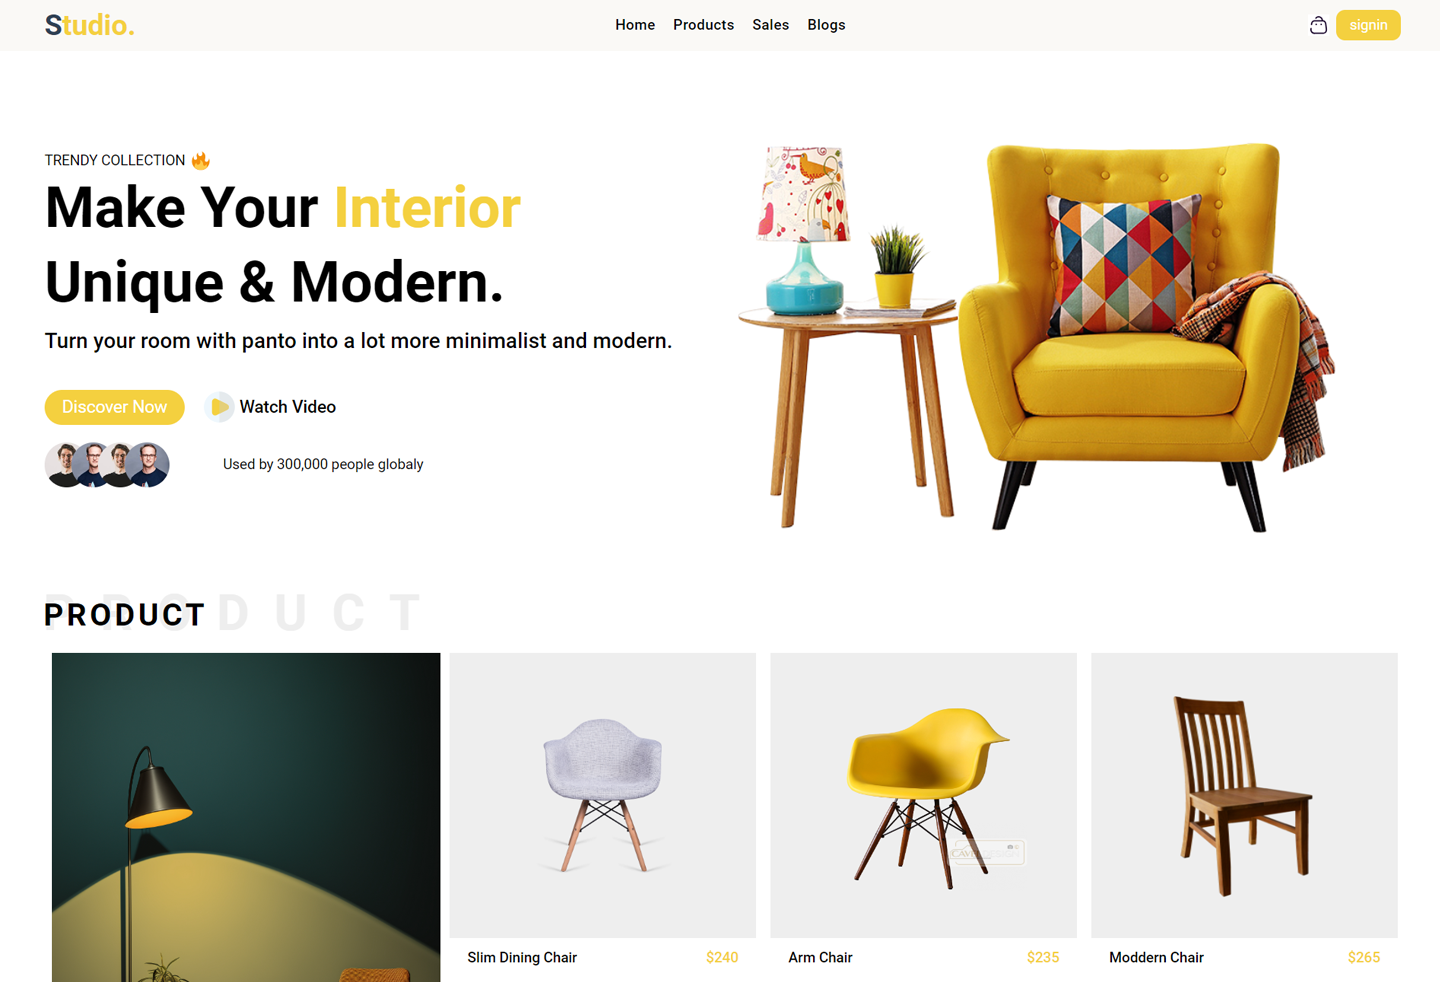 Studio.
Home Products Sales Blogs
signin
TRENDY COLLECTION 🔥
Make Your Interior
Unique & Modern.
Turn your room with panto into a lot more minimalist and modern.
Discover Now
Watch Video
Used by 300,000 people globaly
PRODUCT
PRODUCT
Slim Dining Chair $240
Arm Chair $235
Moddern Chair $265